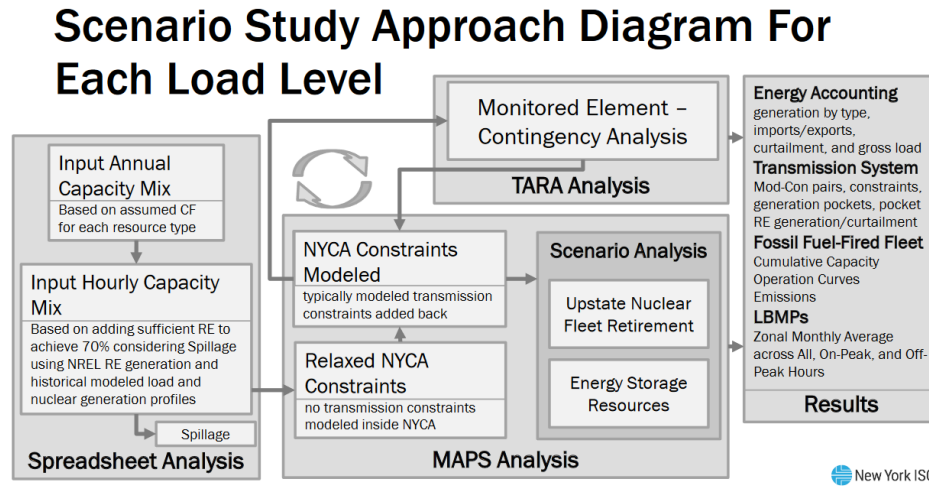 Scenario Study Approach Diagram For
Each Load Level
Input Annual
Capacity Mix
Based on assumed CF
for each resource type
Input Hourly Capacity
Mix
Based on adding sufficient RE to
achieve 70% considering Spillage
using NREL RE generation and
historical modeled load and
nuclear generation profiles
Spillage
Spreadsheet Analysis
Monitored Element –
Contingency Analysis
TARA Analysis
NYCA Constraints
Modeled
typically modeled transmission
constraints added back
Relaxed NYCA
Constraints
no transmission constraints
modeled inside NYCA
Scenario Analysis
Upstate Nuclear
Fleet Retirement
Energy Storage
Resources
MAPS Analysis
Energy Accounting
generation by type,
imports/exports,
curtailment, and gross load
Transmission System
Mod-Con pairs, constraints,
generation pockets, pocket
RE generation/curtailment
Fossil Fuel-Fired Fleet
Cumulative Capacity
Operation Curves
Emissions
LBMPs
Zonal Monthly Average
across All, On-Peak, and Off-
Peak Hours
Results
New York